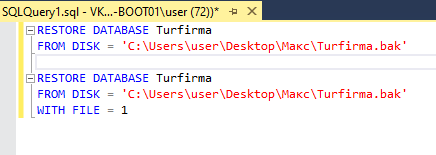 SQLQuery1.sql - VK...-BOOT01\user (72))*
RESTORE DATABASE Turfirma
FROM DISK = 'C:\Users\user\Desktop\Макс\Turfirma.bak'
RESTORE DATABASE Turfirma
FROM DISK = 'C:\Users\user\Desktop\Макс\Turfirma.bak'
WITH FILE = 1